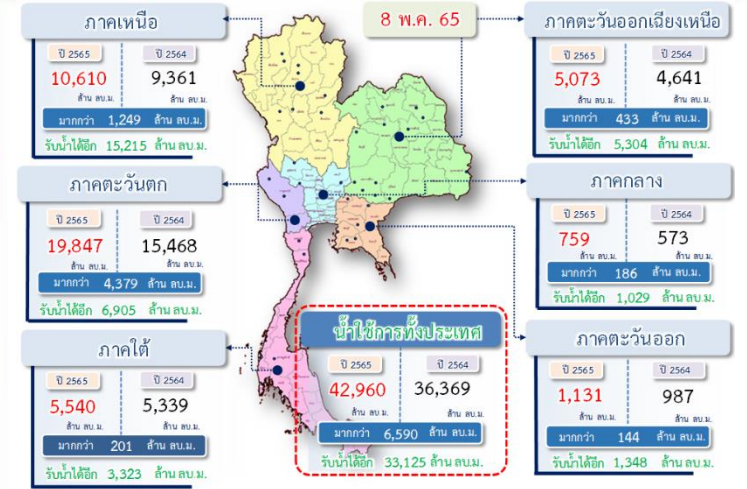 8 พ.ค. 65
ภาคเหนือ
ปี 2565 ปี 2564
10,610 9,361
ล้าน ลบ.ม. ล้าน ลบ.ม.
มากกว่า 1,249 ล้าน ลบ.ม.
รับน้ำได้อีก 15,215 ล้าน ลบ.ม.
ภาคตะวันออกเฉียงเหนือ
ปี 2565 ปี 2564
5,073 4,641
ล้าน ลบ.ม. ล้าน ลบ.ม.
มากกว่า 433 ล้าน ลบ.ม.
รับน้ำได้อีก 5,304 ล้าน ลบ.ม.
ภาคตะวันตก
ปี 2565 ปี 2564
19,847 15,468
ล้าน ลบ.ม. ล้าน ลบ.ม.
มากกว่า 4,379 ล้าน ลบ.ม.
รับน้ำได้อีก 6,905 ล้าน ลบ.ม.
ภาคกลาง
ปี 2565 ปี 2564
759 573
ล้าน ลบ.ม. ล้าน ลบ.ม.
มากกว่า 186 ล้าน ลบ.ม.
รับน้ำได้อีก 1,029 ล้าน ลบ.ม.
ภาคใต้
ปี 2565 ปี 2564
5,540 5,339
ล้าน ลบ.ม. ล้าน ลบ.ม.
มากกว่า 201 ล้าน ลบ.ม.
รับน้ำได้อีก 3,323 ล้าน ลบ.ม.
น้ำใช้การทั้งประเทศ
ปี 2565 ปี 2564
42,960 36,369
ล้าน ลบ.ม. ล้าน ลบ.ม.
มากกว่า 6,590 ล้าน ลบ.ม.
รับน้ำได้อีก 33,125 ล้าน ลบ.ม.
ภาคตะวันออก
ปี 2565 ปี 2564
1,131 987
ล้าน ลบ.ม. ล้าน ลบ.ม.
มากกว่า 144 ล้าน ลบ.ม.
รับน้ำได้อีก 1,348 ล้าน ลบ.ม.